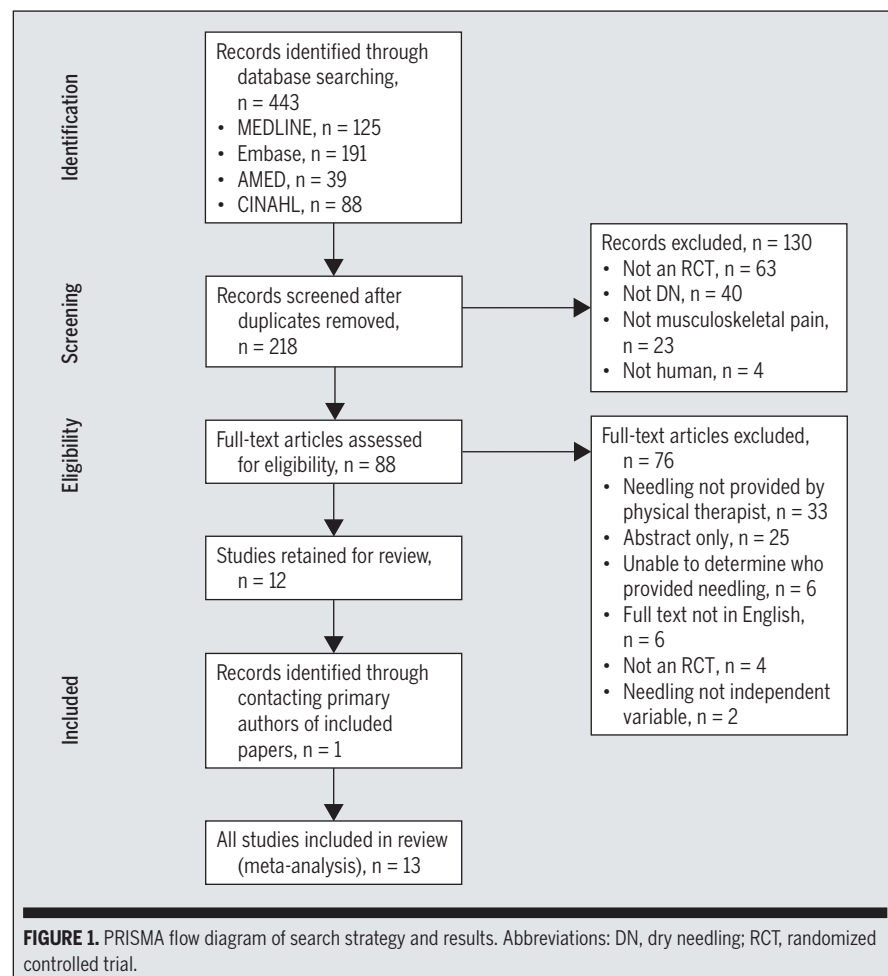 Identification
Records identified through
database searching,
n = 443
• MEDLINE, n = 125
• Embase, n = 191
• AMED, n = 39
• CINAHL, n = 88
Screening
Records screened after
duplicates removed,
n = 218
Records excluded, n = 130
• Not an RCT, n = 63
• Not DN, n = 40
• Not musculoskeletal pain,
n = 23
• Not human, n = 4
Eligibility
Full-text articles assessed
for eligibility, n = 88
Full-text articles excluded,
n = 76
• Needling not provided by
physical therapist, n = 33
• Abstract only, n = 25
• Unable to determine who
provided needling, n = 6
• Full text not in English,
n = 6
• Not an RCT, n = 4
• Needling not independent
variable, n = 2
Studies retained for review,
n = 12
Included
Records identified through
contacting primary
authors of included
papers, n = 1
All studies included in review
(meta-analysis), n = 13
FIGURE 1. PRISMA flow diagram of search strategy and results. Abbreviations: DN, dry needling; RCT, randomized
controlled trial.